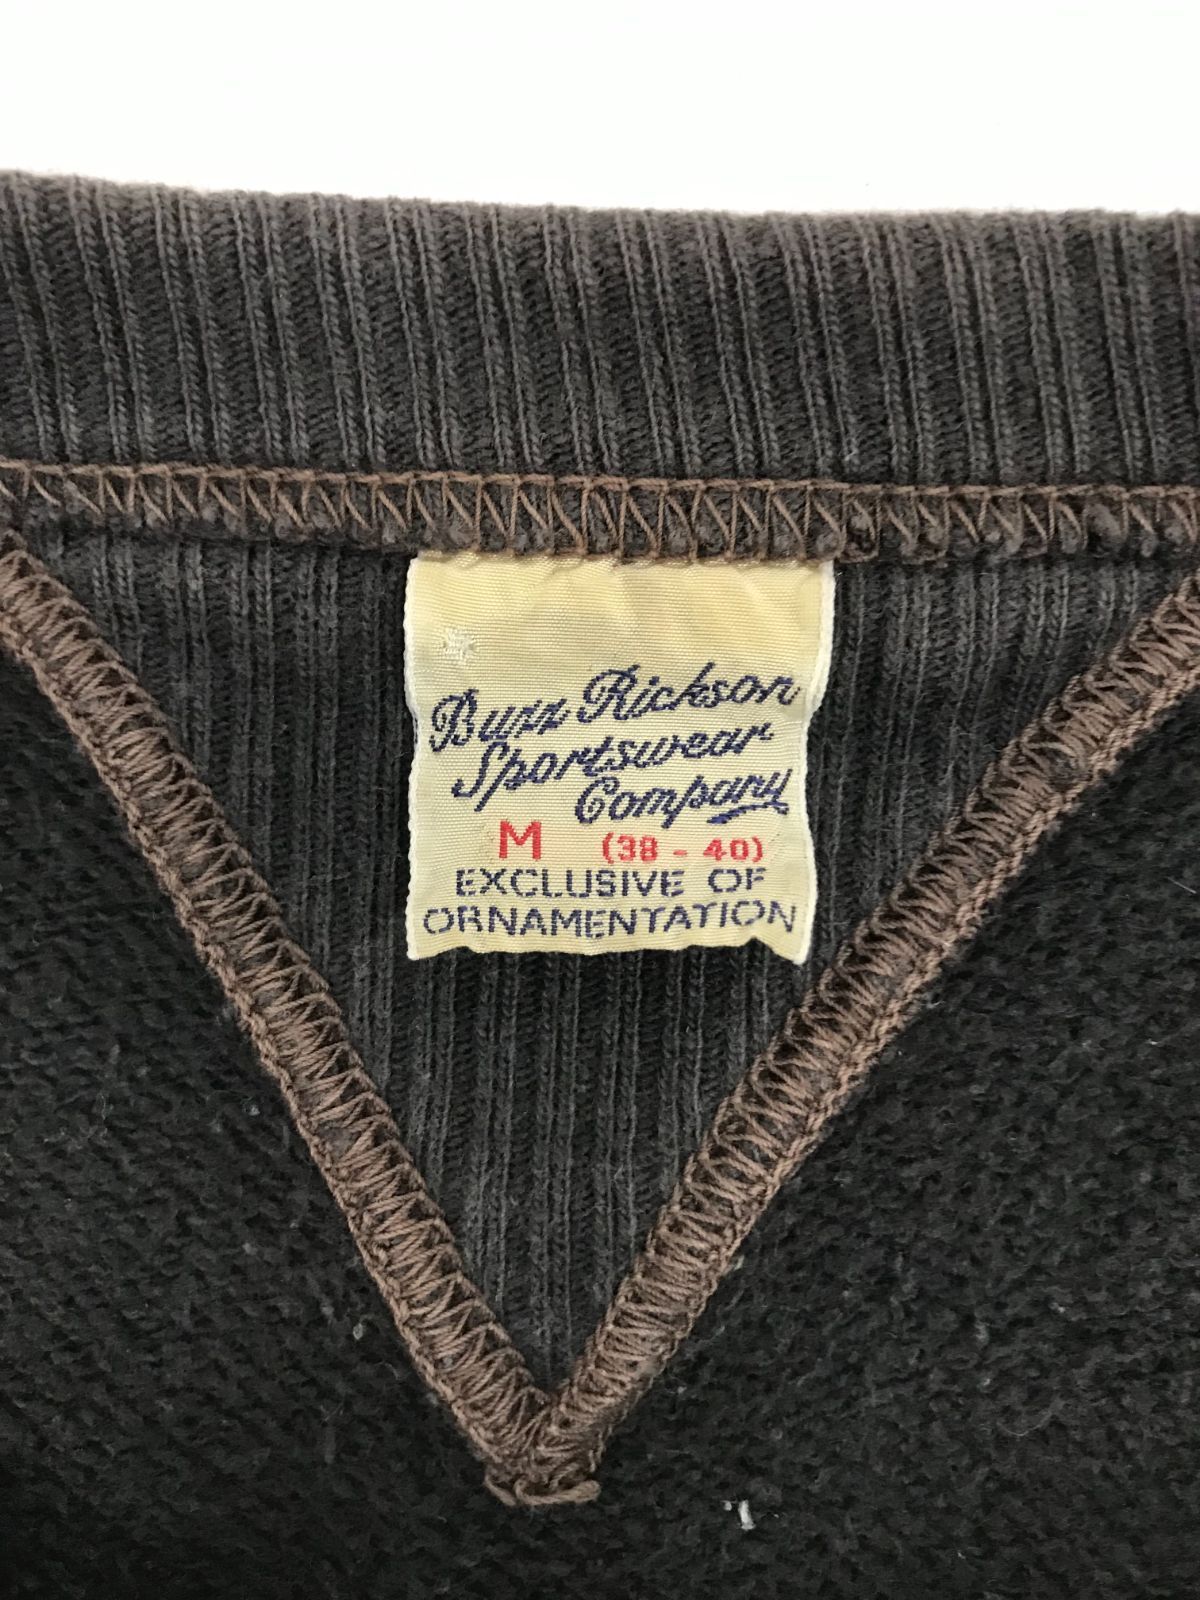 Buzz Rickson
Sportswear
Company
M (38 - 40)
EXCLUSIVE OF
ORNAMENTATION